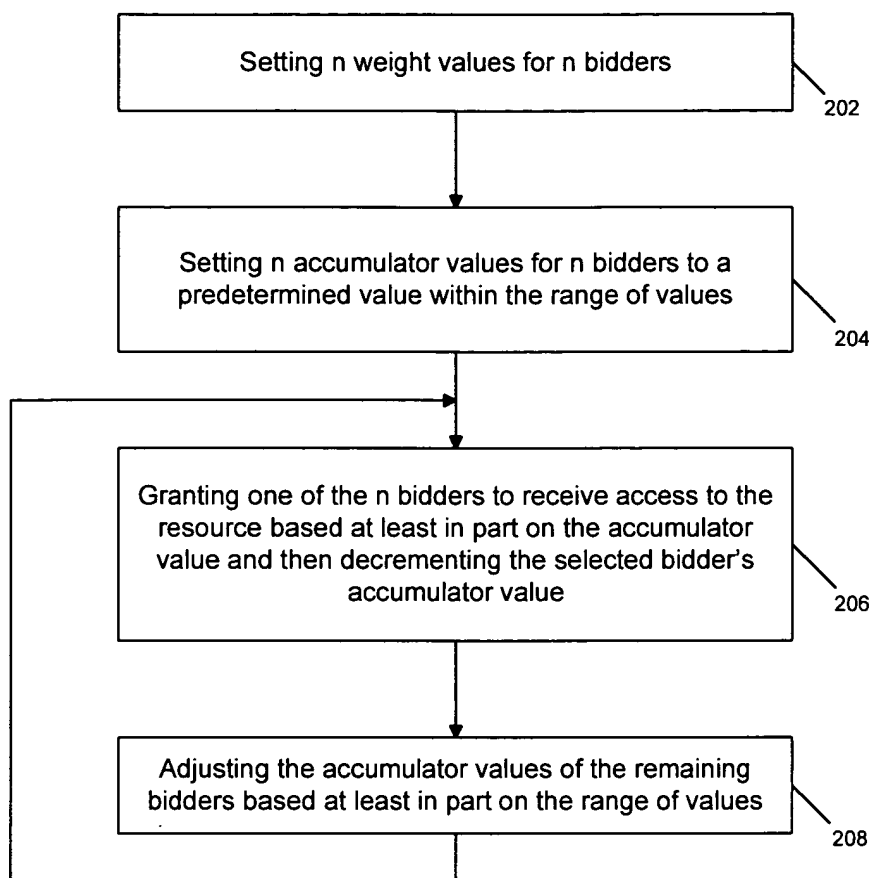 Setting n weight values for n bidders
202
Setting n accumulator values for n bidders to a
predetermined value within the range of values
204
Granting one of the n bidders to receive access to the
resource based at least in part on the accumulator
value and then decrementing the selected bidder's
accumulator value
206
Adjusting the accumulator values of the remaining
bidders based at least in part on the range of values
208